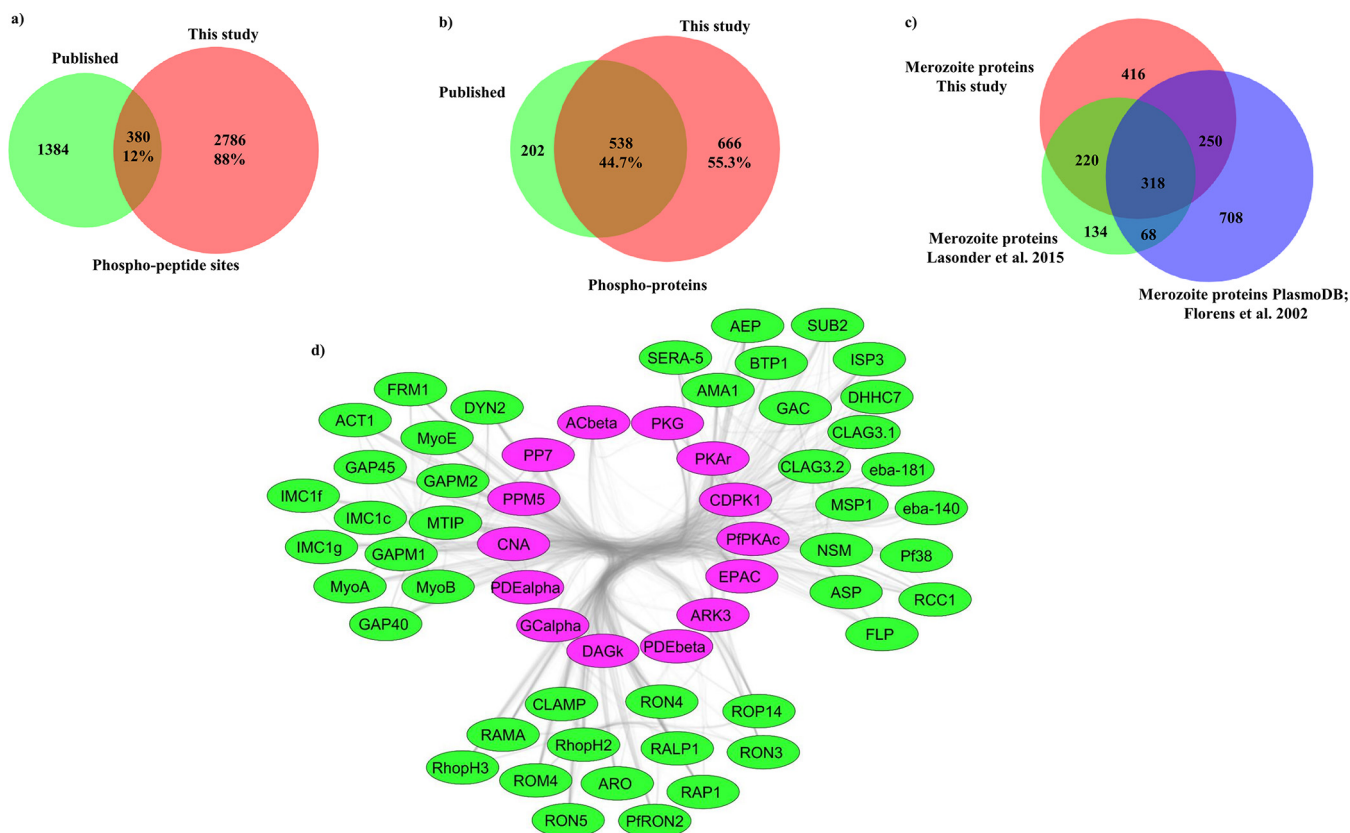 a)
This study
Published
1384
380
12%
2786
88%
Phospho-peptide sites
b)
This study
Published
202
538
44.7%
666
55.3%
Phospho-proteins
c)
Merozoite proteins
This study
416
250
220
318
708
134
68
Merozoite proteins
Lasonder et al. 2015
Merozoite proteins PlasmoDB;
Florens et al. 2002
d)
FRM1
DYN2
ACT1
MyoE
GAP45
GAPM2
IMC1f
IMC1c
MTIP
IMC1g
GAPM1
MyoA
MyoB
GAP40
ACbeta
PKG
PP7
PKAr
PPM5
CDPK1
CNA
PfPKAc
PDEalpha
EPAC
GCalpha
ARK3
DAGk
PDEbeta
AEP
SUB2
SERA-5
BTP1
ISP3
AMA1
GAC
DHHC7
CLAG3.1
CLAG3.2
eba-181
MSP1
eba-140
NSM
Pf38
ASP
RCC1
FLP
CLAMP
RON4
ROP14
RAMA
RhopH2
RALP1
RON3
RhopH3
ROM4
ARO
RAP1
RON5
PfRON2